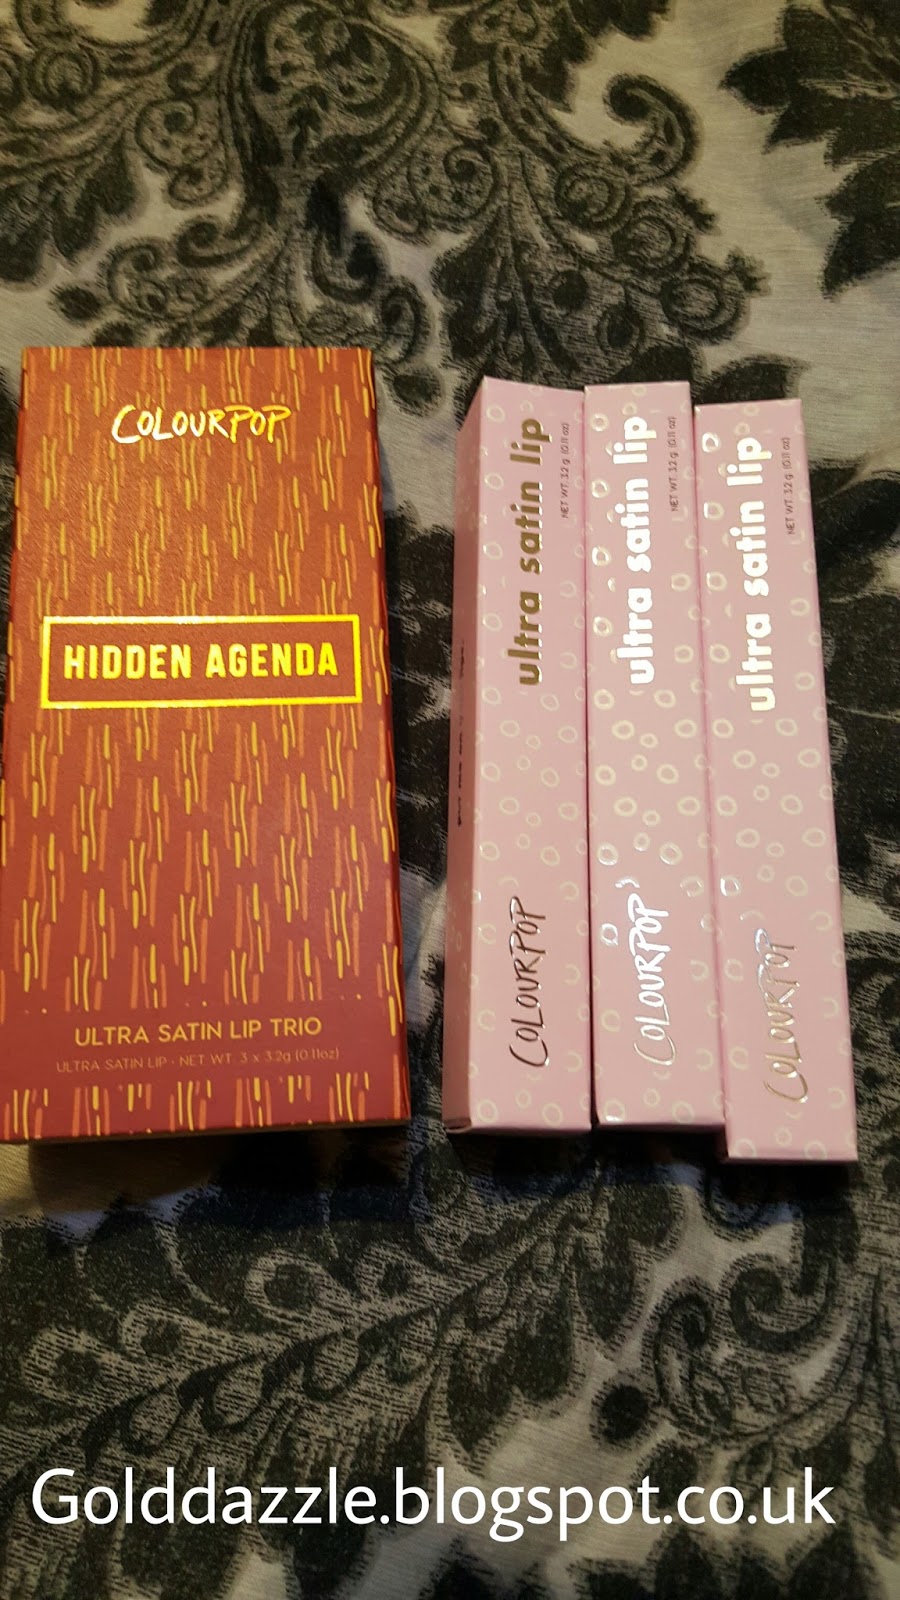 COLOURPOP
HIDDEN AGENDA
ULTRA SATIN LIP TRIO
ULTRA SATIN LIP • NET WT. 3 x 3.2g (0.11oz)
ultra satin lip
NET WT. 3.2 g (0.11 oz)
COLOURPOP
ultra satin lip
NET WT. 3.2 g (0.11 oz)
COLOURPOP
ultra satin lip
NET WT. 3.2 g (0.11 oz)
COLOURPOP
Golddazzle.blogspot.co.uk